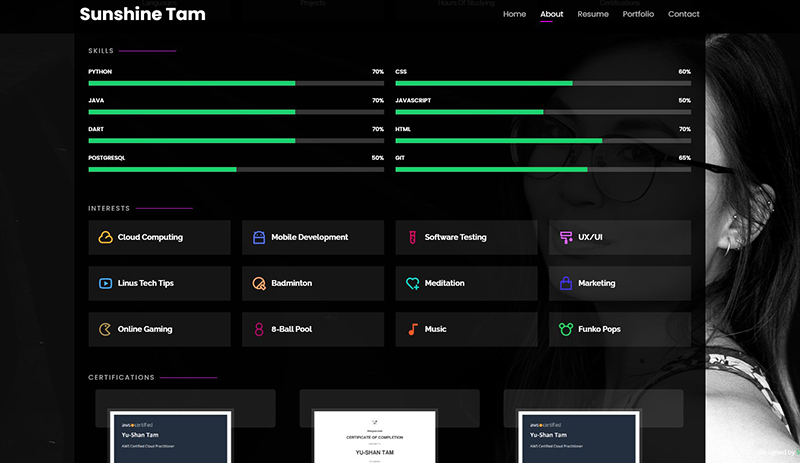 Languages Projects Hours Of Studying Certifications
Sunshine Tam Home About Resume Portfolio Contact
SKILLS
PYTHON 70% CSS 60%
JAVA 70% JAVASCRIPT 50%
DART 70% HTML 70%
POSTGRESQL 50% GIT 65%
INTERESTS
Cloud Computing Mobile Development Software Testing UX/UI
Linus Tech Tips Badminton Meditation Marketing
Online Gaming 8-Ball Pool Music Funko Pops
CERTIFICATIONS
aws certified CERTIFICATE OF COMPLETION aws certified
Yu-Shan Tam YU-SHAN TAM Yu-Shan Tam
AWS Certified Cloud Practitioner AWS Certified Cloud Practitioner
designed by